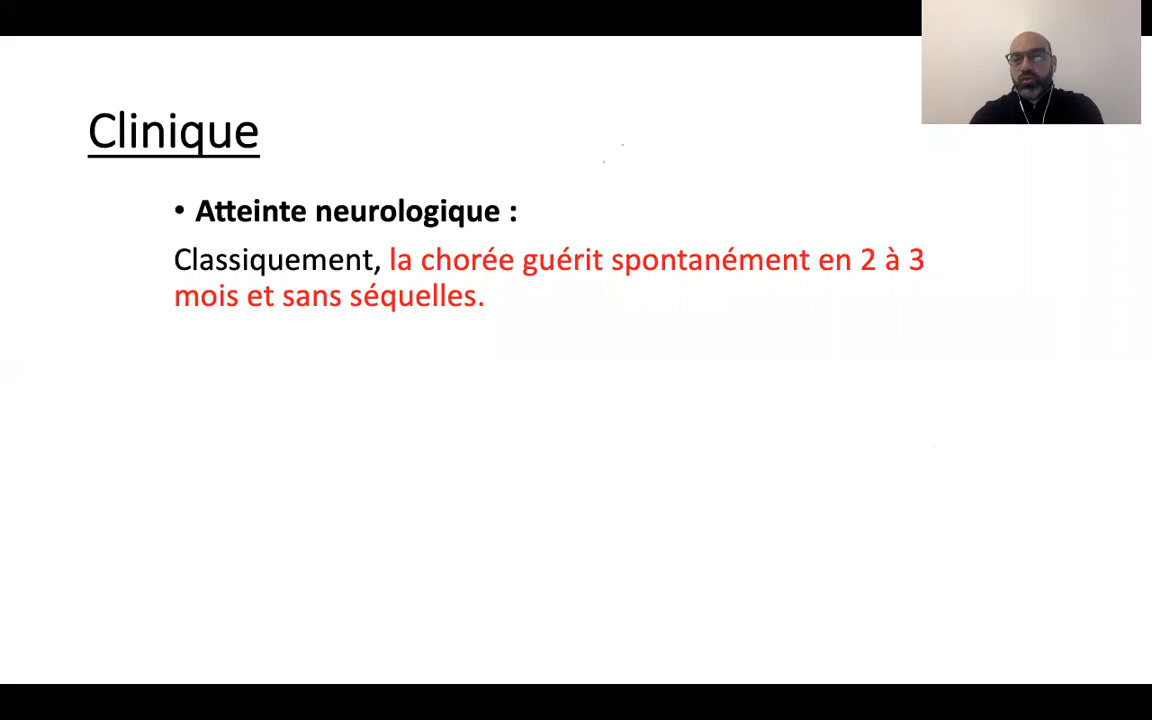 Clinique
• Atteinte neurologique :
Classiquement, la chorée guérit spontanément en 2 à 3
mois et sans séquelles.